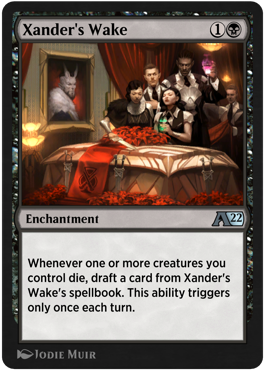 Xander's Wake 1
Enchantment
A22
Whenever one or more creatures you
control die, draft a card from Xander's
Wake's spellbook. This ability triggers
only once each turn.
JODIE MUIR